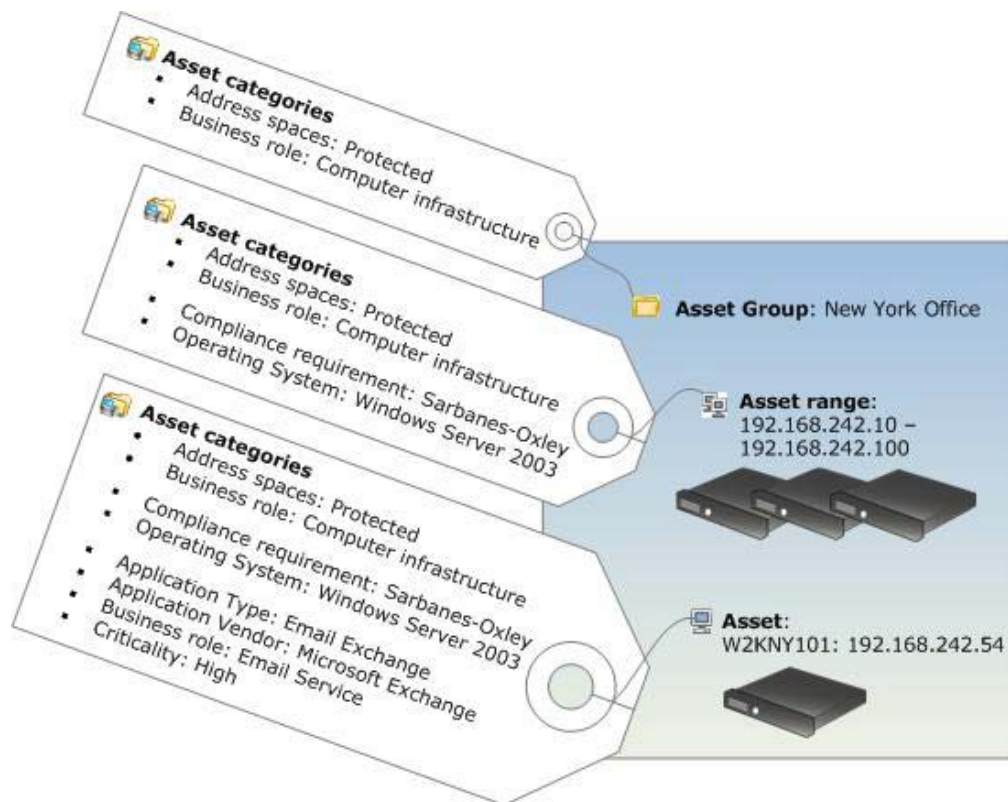 Asset categories
▪ Address spaces: Protected
▪ Business role: Computer infrastructure
Asset categories
▪ Address spaces: Protected
▪ Business role: Computer infrastructure
▪ Compliance requirement: Sarbanes-Oxley
▪ Operating System: Windows Server 2003
Asset categories
▪ Address spaces: Protected
▪ Business role: Computer infrastructure
▪ Compliance requirement: Sarbanes-Oxley
▪ Operating System: Windows Server 2003
▪ Application Type: Email Exchange
▪ Application Vendor: Microsoft Exchange
▪ Business role: Email Service
▪ Criticality: High
Asset Group: New York Office
Asset range:
192.168.242.10 –
192.168.242.100
Asset:
W2KNY101: 192.168.242.54